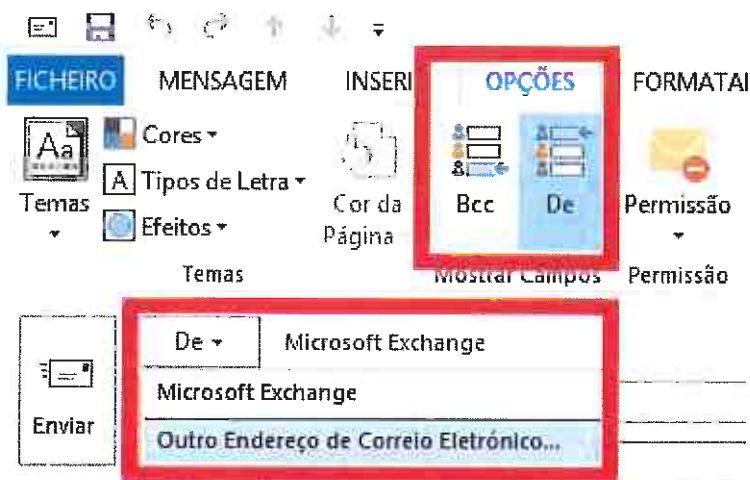 FICHEIRO MENSAGEM INSERI OPÇÕES FORMATAI
Aa Cores
A Tipos de Letra
Efeitos
Temas
Cor da Página
Bcc
De
Permissão
Temas
Mostrar Campos
Permissão
De Microsoft Exchange
Microsoft Exchange
Enviar
Outro Endereço de Correio Eletrónico...